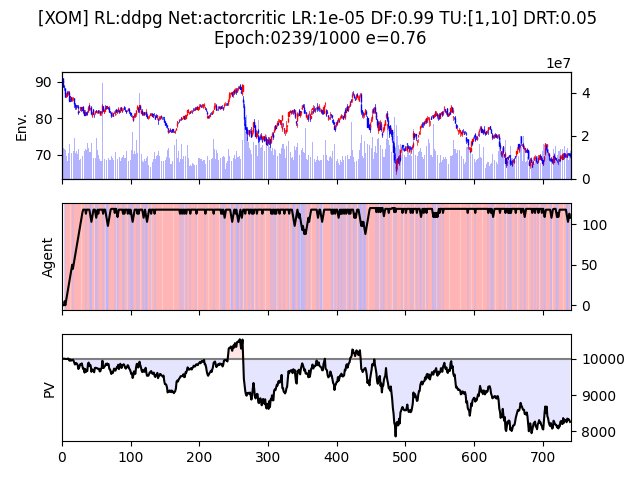 [XOM] RL:ddpg Net:actorcritic LR:1e-05 DF:0.99 TU:[1,10] DRT:0.05
Epoch:0239/1000 e=0.76
1e7
90
80
70
Env.
4
2
0
Agent
100
50
0
PV
10000
9000
8000
0 100 200 300 400 500 600 700